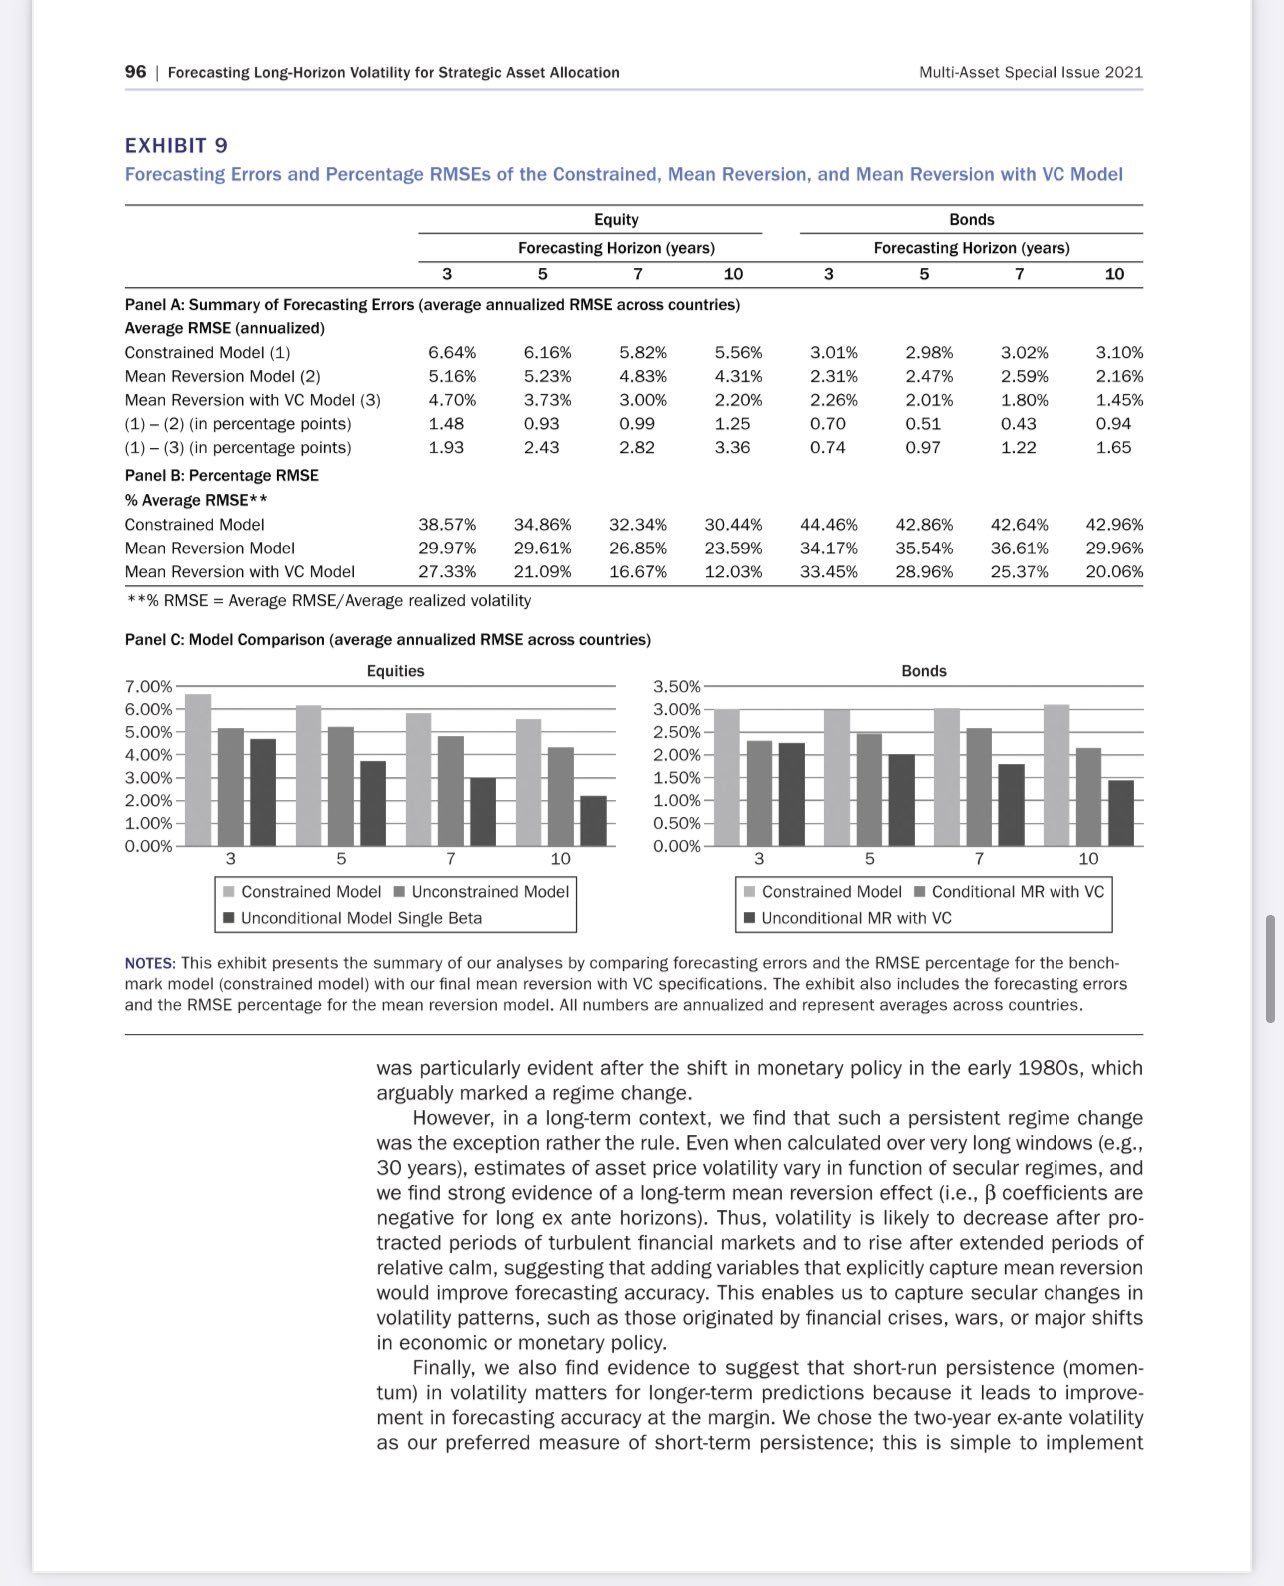 96 | Forecasting Long-Horizon Volatility for Strategic Asset Allocation Multi-Asset Special Issue 2021
EXHIBIT 9
Forecasting Errors and Percentage RMSEs of the Constrained, Mean Reversion, and Mean Reversion with VC Model
Equity Bonds
Forecasting Horizon (years) Forecasting Horizon (years)
3 5 7 10 3 5 7 10
Panel A: Summary of Forecasting Errors (average annualized RMSE across countries)
Average RMSE (annualized)
Constrained Model (1) 6.64% 6.16% 5.82% 5.56% 3.01% 2.98% 3.02% 3.10%
Mean Reversion Model (2) 5.16% 5.23% 4.83% 4.31% 2.31% 2.47% 2.59% 2.16%
Mean Reversion with VC Model (3) 4.70% 3.73% 3.00% 2.20% 2.26% 2.01% 1.80% 1.45%
(1) – (2) (in percentage points) 1.48 0.93 0.99 1.25 0.70 0.51 0.43 0.94
(1) – (3) (in percentage points) 1.93 2.43 2.82 3.36 0.74 0.97 1.22 1.65
Panel B: Percentage RMSE
% Average RMSE**
Constrained Model 38.57% 34.86% 32.34% 30.44% 44.46% 42.86% 42.64% 42.96%
Mean Reversion Model 29.97% 29.61% 26.85% 23.59% 34.17% 35.54% 36.61% 29.96%
Mean Reversion with VC Model 27.33% 21.09% 16.67% 12.03% 33.45% 28.96% 25.37% 20.06%
**% RMSE = Average RMSE/Average realized volatility
Panel C: Model Comparison (average annualized RMSE across countries)
Equities
7.00%
6.00%
5.00%
4.00%
3.00%
2.00%
1.00%
0.00%
3 5 7 10
Constrained Model Unconstrained Model
Unconditional Model Single Beta
Bonds
3.50%
3.00%
2.50%
2.00%
1.50%
1.00%
0.50%
0.00%
3 5 7 10
Constrained Model Conditional MR with VC
Unconditional MR with VC
NOTES: This exhibit presents the summary of our analyses by comparing forecasting errors and the RMSE percentage for the bench-
mark model (constrained model) with our final mean reversion with VC specifications. The exhibit also includes the forecasting errors
and the RMSE percentage for the mean reversion model. All numbers are annualized and represent averages across countries.
was particularly evident after the shift in monetary policy in the early 1980s, which
arguably marked a regime change.
However, in a long-term context, we find that such a persistent regime change
was the exception rather the rule. Even when calculated over very long windows (e.g.,
30 years), estimates of asset price volatility vary in function of secular regimes, and
we find strong evidence of a long-term mean reversion effect (i.e., β coefficients are
negative for long ex ante horizons). Thus, volatility is likely to decrease after pro-
tracted periods of turbulent financial markets and to rise after extended periods of
relative calm, suggesting that adding variables that explicitly capture mean reversion
would improve forecasting accuracy. This enables us to capture secular changes in
volatility patterns, such as those originated by financial crises, wars, or major shifts
in economic or monetary policy.
Finally, we also find evidence to suggest that short-run persistence (momen-
tum) in volatility matters for longer-term predictions because it leads to improve-
ment in forecasting accuracy at the margin. We chose the two-year ex-ante volatility
as our preferred measure of short-term persistence; this is simple to implement